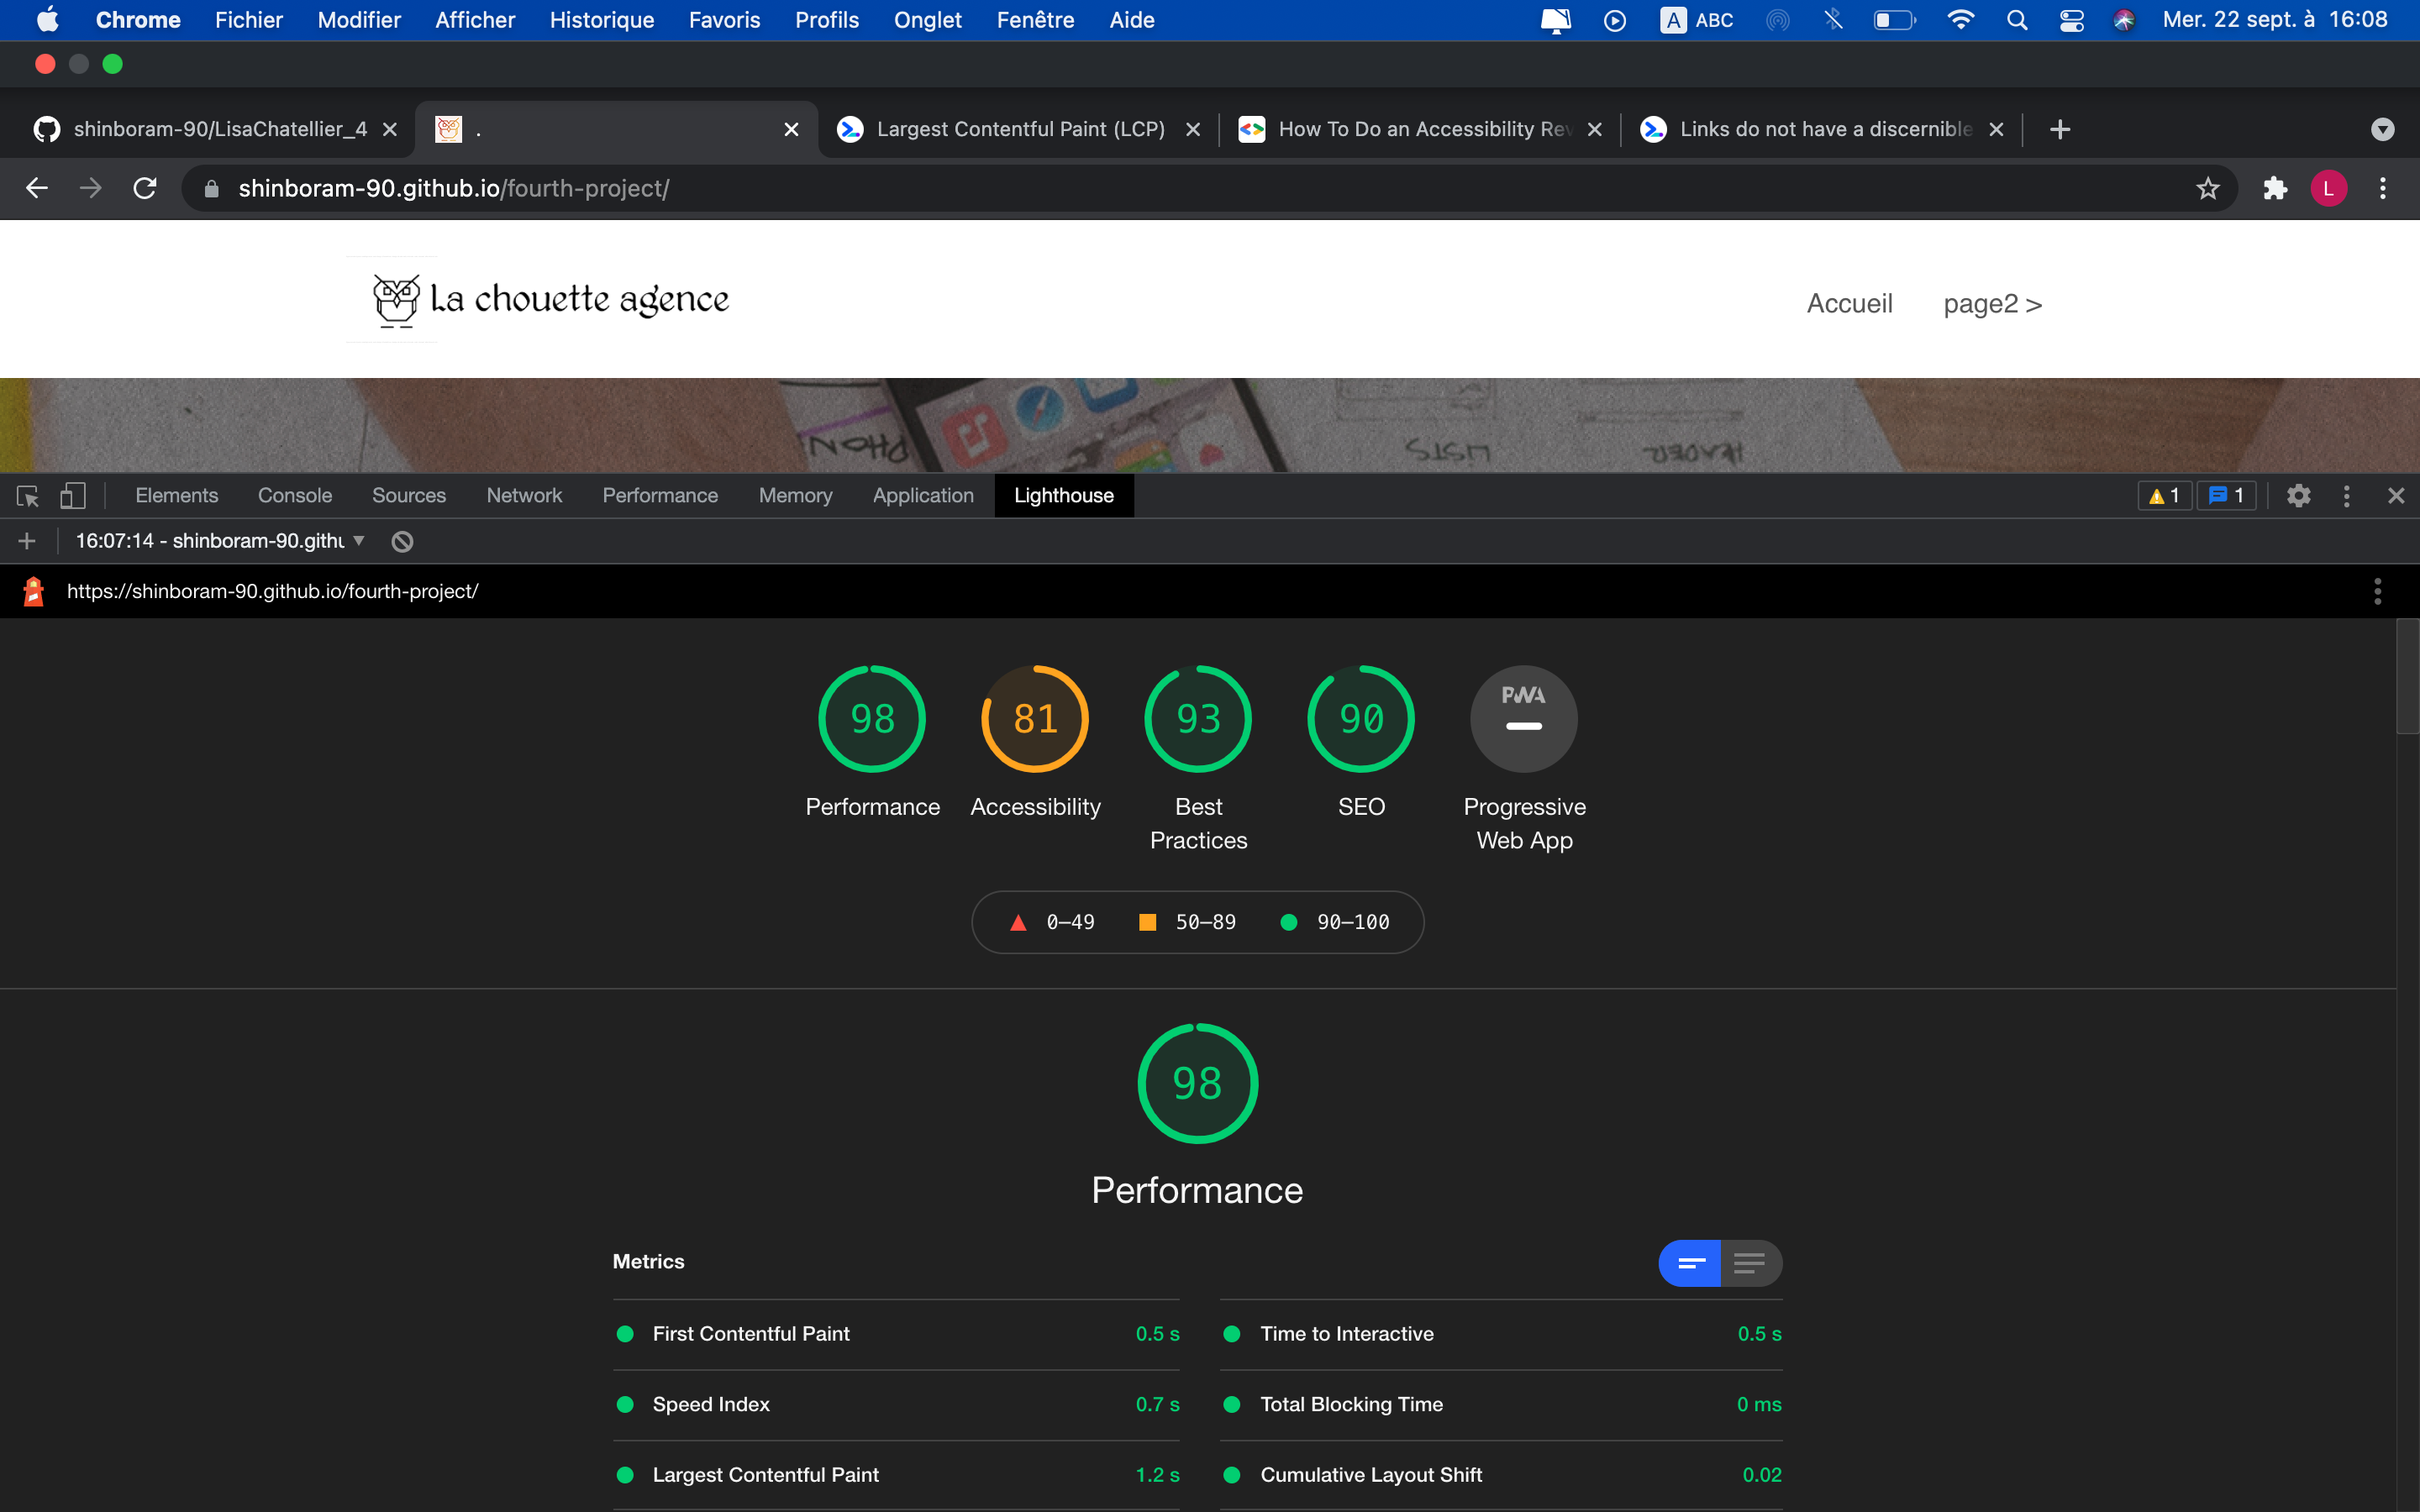 Chrome Fichier Modifier Afficher Historique Favoris Profils Onglet Fenêtre Aide A ABC Mer. 22 sept. à 16:08
shinboram-90/LisaChatellier_4 . Largest Contentful Paint (LCP) How To Do an Accessibility Rev Links do not have a discernible
shinboram-90.github.io/fourth-project/ L
La chouette agence Accueil page2 >
PHON LISTS HEADER
Elements Console Sources Network Performance Memory Application Lighthouse 1 1
16:07:14 - shinboram-90.githu
https://shinboram-90.github.io/fourth-project/
PWA
98 81 93 90
Performance Accessibility Best Practices SEO Progressive Web App
0–49 50–89 90–100
98
Performance
Metrics
First Contentful Paint 0.5 s Time to Interactive 0.5 s
Speed Index 0.7 s Total Blocking Time 0 ms
Largest Contentful Paint 1.2 s Cumulative Layout Shift 0.02